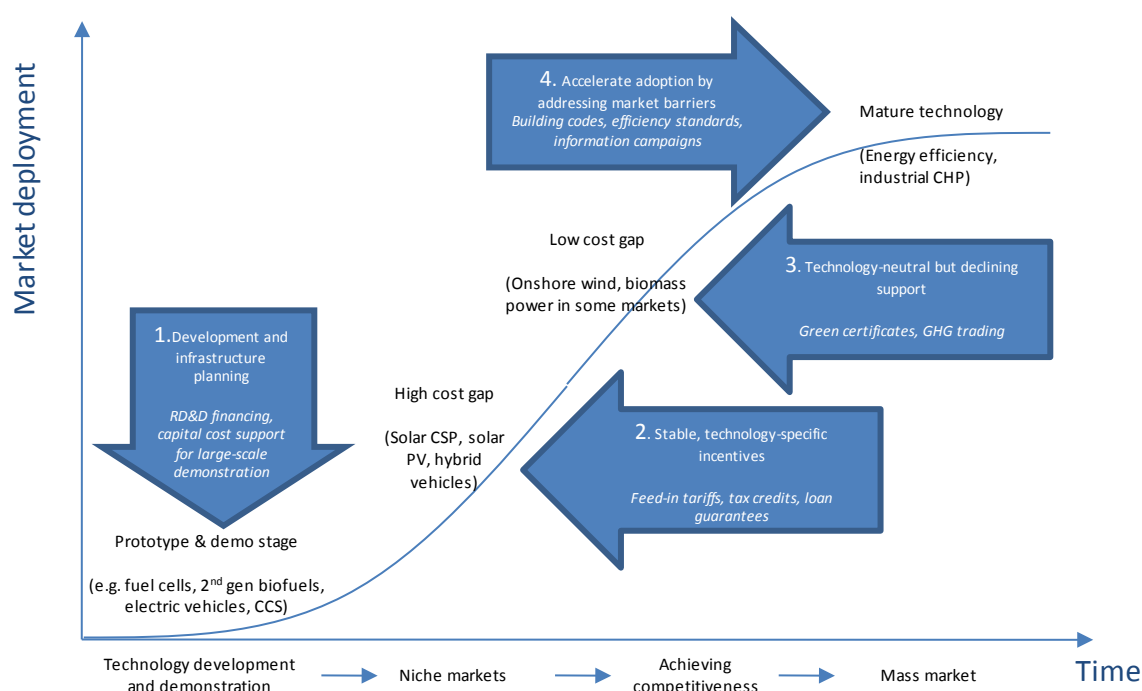 Market deployment
4. Accelerate adoption by
addressing market barriers
Building codes, efficiency standards,
information campaigns
Mature technology
(Energy efficiency,
industrial CHP)
Low cost gap
(Onshore wind, biomass
power in some markets)
3. Technology-neutral but declining
support
Green certificates, GHG trading
1.Development and
infrastructure
planning
RD&D financing,
capital cost support
for large-scale
demonstration
High cost gap
(Solar CSP, solar
PV, hybrid
vehicles)
2. Stable, technology-specific
incentives
Feed-in tariffs, tax credits, loan
guarantees
Prototype & demo stage
(e.g. fuel cells, 2nd gen biofuels,
electric vehicles, CCS)
Technology development
and demonstration
Niche markets
Achieving
competitiveness
Mass market
Time